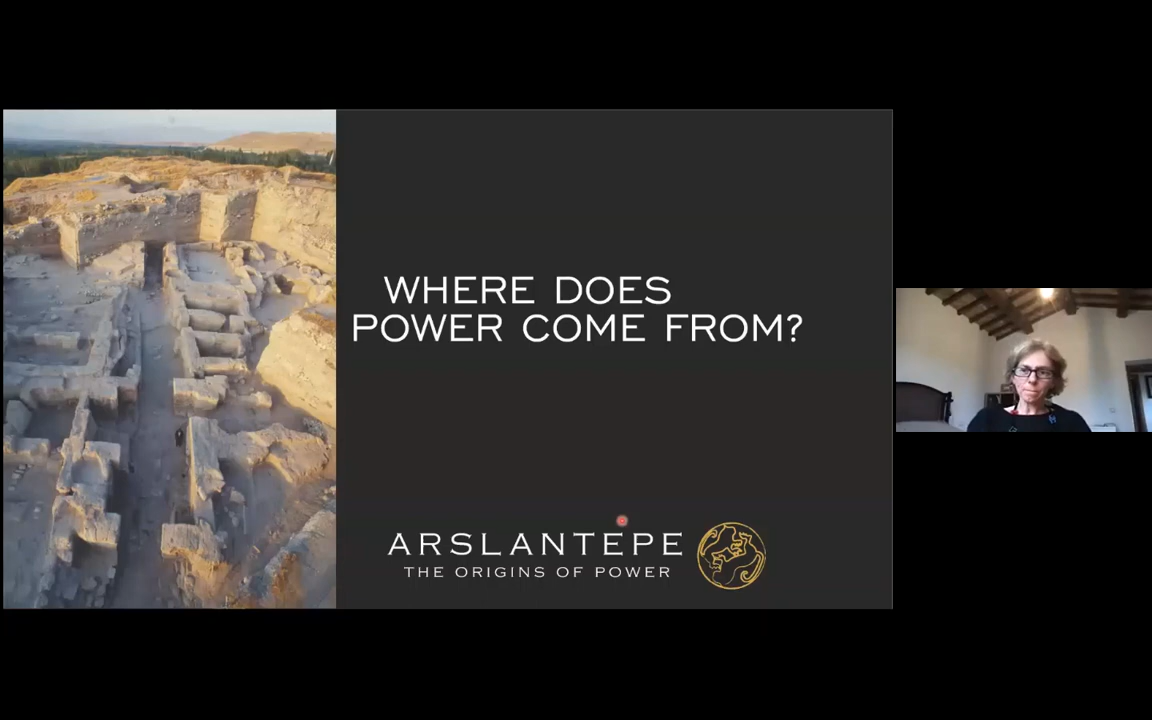 WHERE DOES
POWER COME FROM?
ARSLANTEPE
THE ORIGINS OF POWER